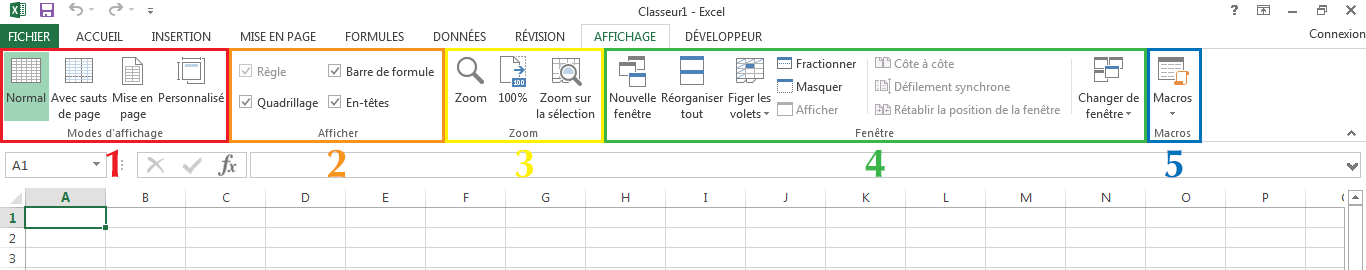 Classeur1 - Excel
?
FICHIER ACCUEIL INSERTION MISE EN PAGE FORMULES DONNÉES RÉVISION AFFICHAGE DÉVELOPPEUR Connexion
Normal
Avec sauts
de page
Mise en
page
Personnalisé
Modes d'affichage
Règle
Barre de formule
Quadrillage
En-têtes
Afficher
Zoom
100
100%
Zoom sur
la sélection
Zoom
Nouvelle
fenêtre
Réorganiser
tout
Figer les
volets
Fractionner
Masquer
Afficher
Côte à côte
Défilement synchrone
Rétablir la position de la fenêtre
Changer de
fenêtre
Fenêtre
Macros
Macros
A1 1 fx 2 3 4 5
A B C D E F G H I J K L M N O P
1
2
3